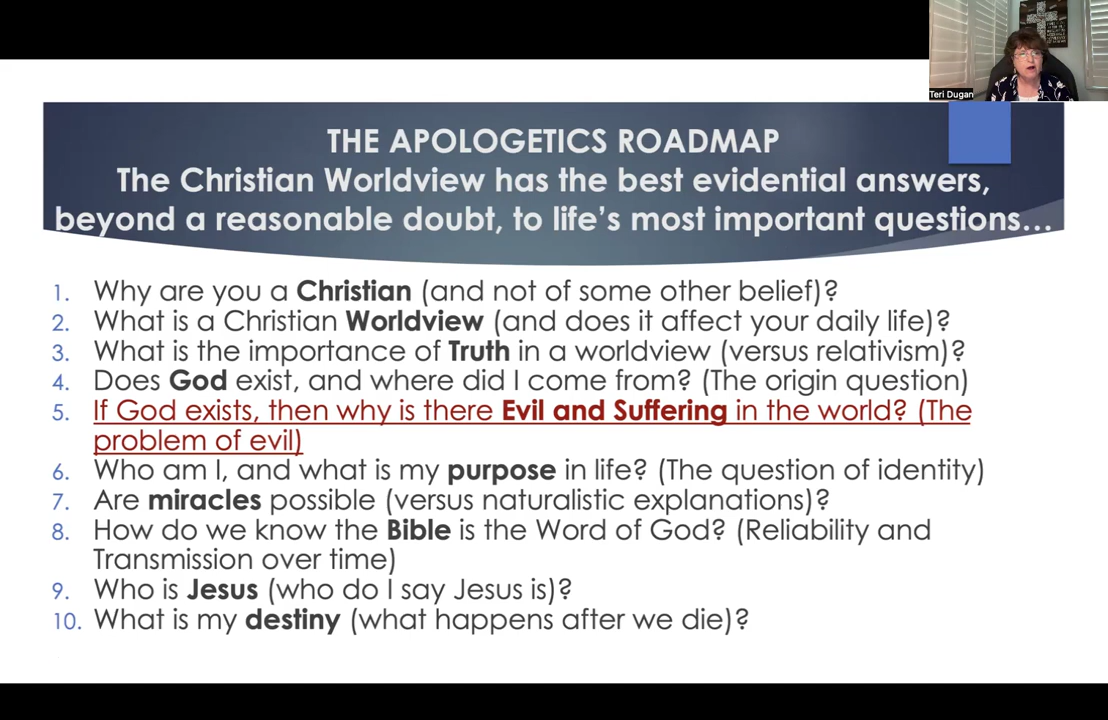 Teri Dugan
THE APOLOGETICS ROADMAP
The Christian Worldview has the best evidential answers,
beyond a reasonable doubt, to life's most important questions…
1. Why are you a Christian (and not of some other belief)?
2. What is a Christian Worldview (and does it affect your daily life)?
3. What is the importance of Truth in a worldview (versus relativism)?
4. Does God exist, and where did I come from? (The origin question)
5. If God exists, then why is there Evil and Suffering in the world? (The
problem of evil)
6. Who am I, and what is my purpose in life? (The question of identity)
7. Are miracles possible (versus naturalistic explanations)?
8. How do we know the Bible is the Word of God? (Reliability and
Transmission over time)
9. Who is Jesus (who do I say Jesus is)?
10. What is my destiny (what happens after we die)?